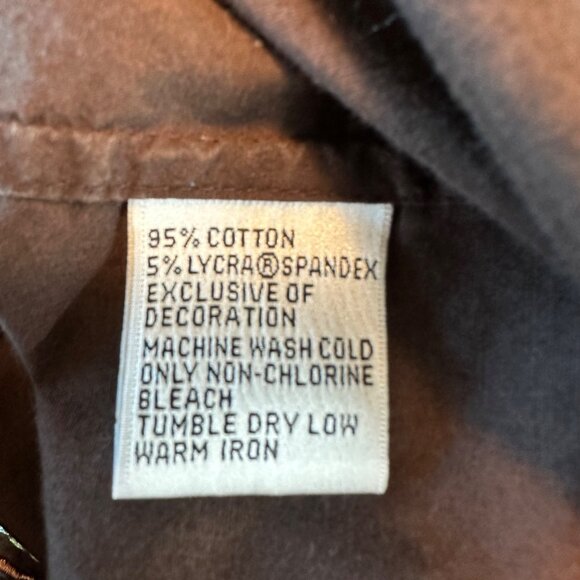 95% COTTON
5% LYCRA®SPANDEX
EXCLUSIVE OF
DECORATION
MACHINE WASH COLD
ONLY NON-CHLORINE
BLEACH
TUMBLE DRY LOW
WARM IRON